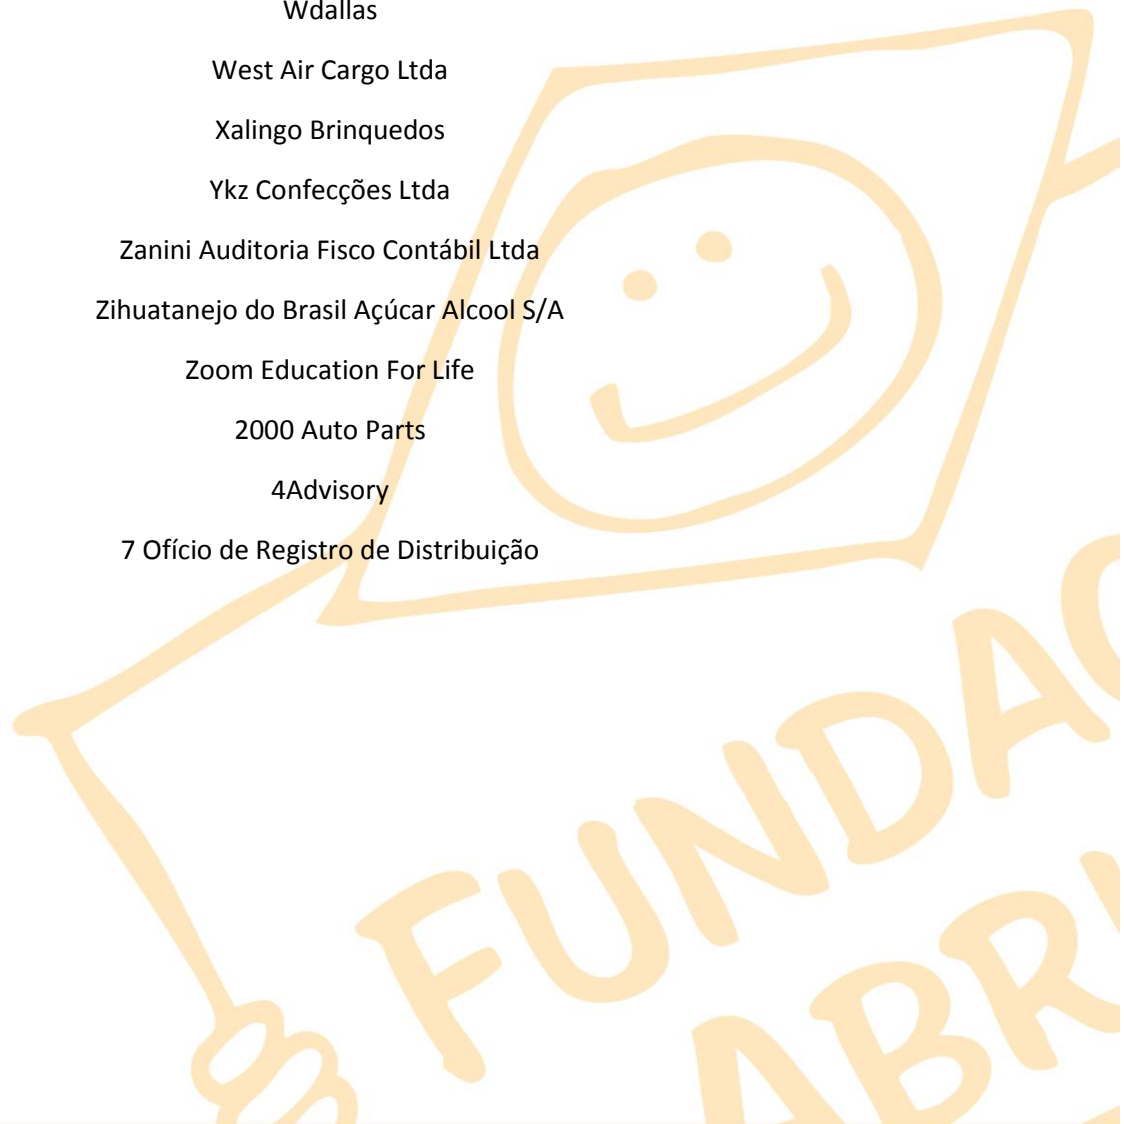 Wdallas
West Air Cargo Ltda
Xalingo Brinquedos
Ykz Confecções Ltda
Zanini Auditoria Fisco Contábil Ltda
Zihuatanejo do Brasil Açúcar Alcool S/A
Zoom Education For Life
2000 Auto Parts
4Advisory
7 Ofício de Registro de Distribuição